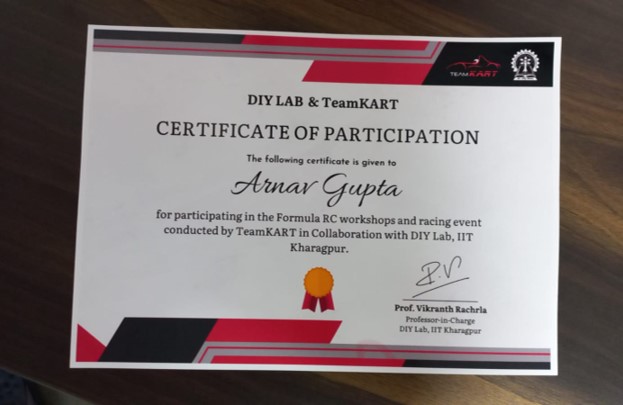 TEAM KART
DIY LAB & TeamKART
CERTIFICATE OF PARTICIPATION
The following certificate is given to
Arnav Gupta
for participating in the Formula RC workshops and racing event
conducted by TeamKART in Collaboration with DIY Lab, IIT
Kharagpur.
Prof. Vikranth Rachrla
Professor-in-Charge
DIY Lab, IIT Kharagpur